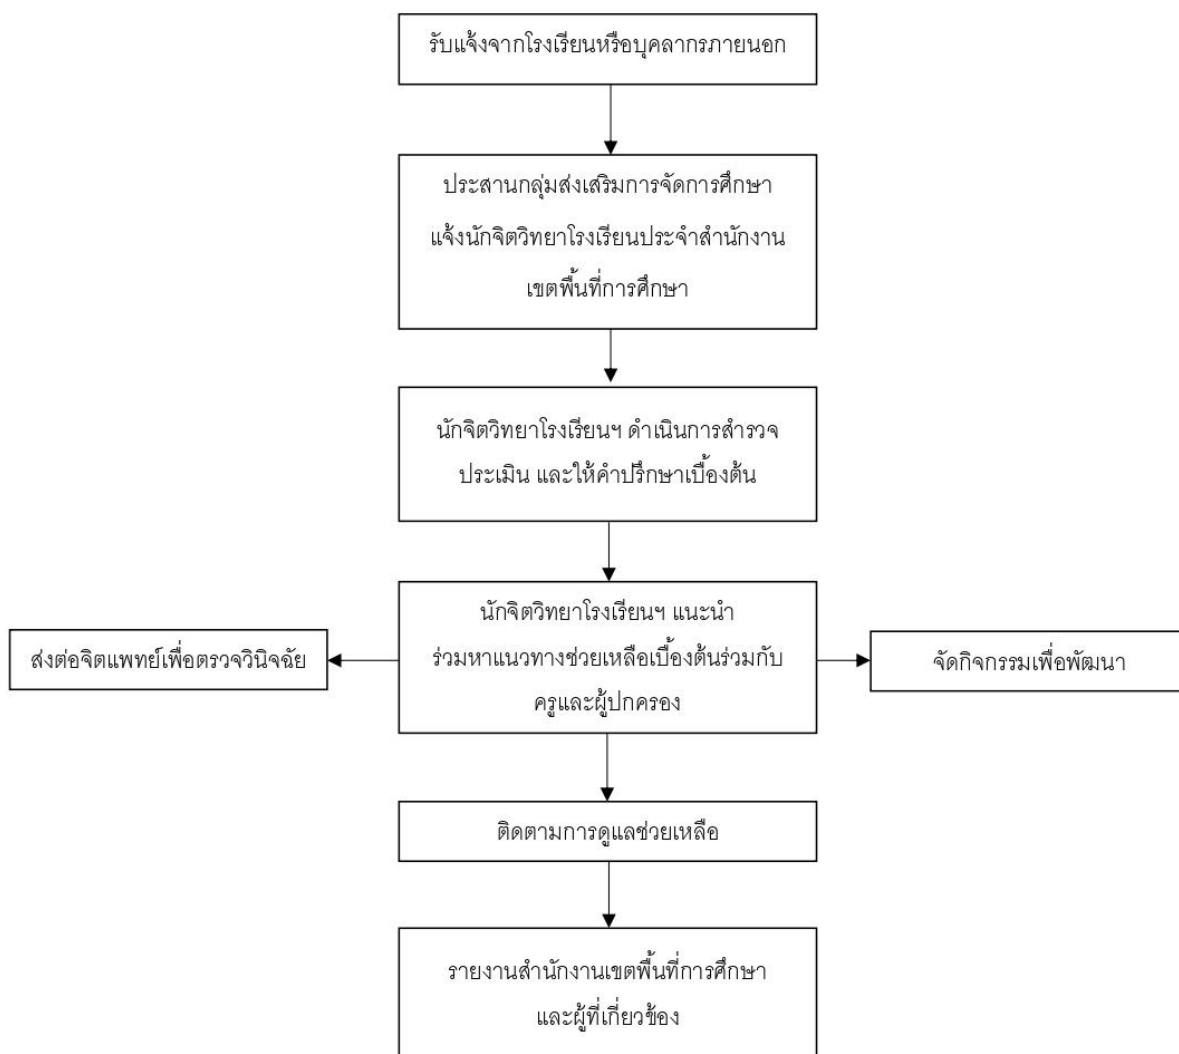 รับแจ้งจากโรงเรียนหรือบุคลากรภายนอก
ประสานกลุ่มส่งเสริมการจัดการศึกษา
แจ้งนักจิตวิทยาโรงเรียนประจำสำนักงาน
เขตพื้นที่การศึกษา
นักจิตวิทยาโรงเรียนฯ ดำเนินการสำรวจ
ประเมิน และให้คำปรึกษาเบื้องต้น
นักจิตวิทยาโรงเรียนฯ แนะนำ
ร่วมหาแนวทางช่วยเหลือเบื้องต้นร่วมกับ
ครูและผู้ปกครอง
ส่งต่อจิตแพทย์เพื่อตรวจวินิจฉัย
จัดกิจกรรมเพื่อพัฒนา
ติดตามการดูแลช่วยเหลือ
รายงานสำนักงานเขตพื้นที่การศึกษา
และผู้ที่เกี่ยวข้อง